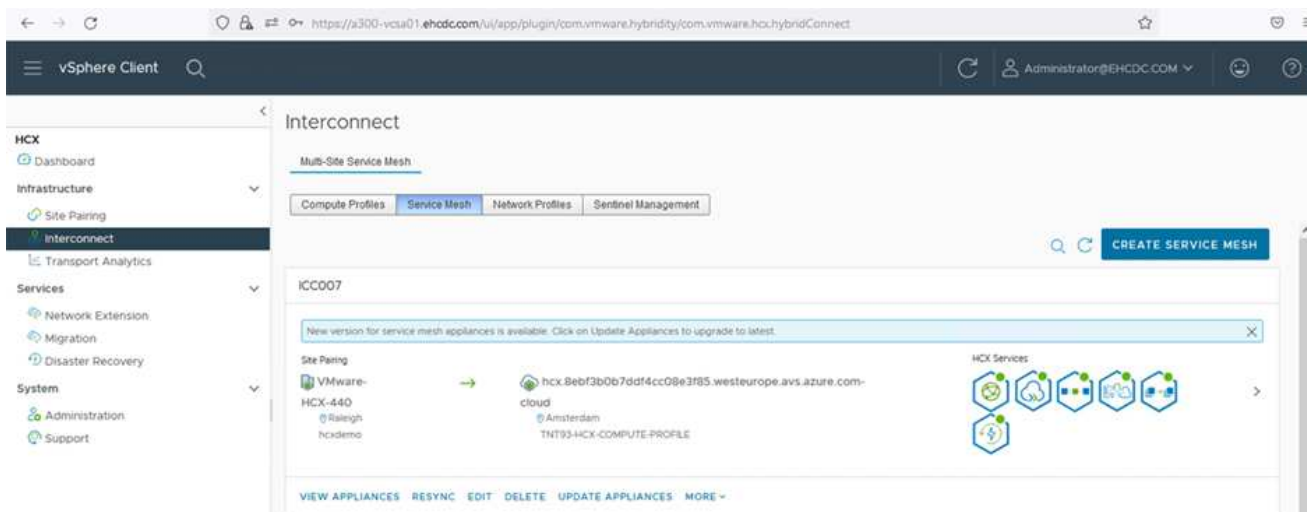 https://a300-vcsa01.ehcdc.com/ui/app/plugin/com.vmware.hybridity/com.vmware.hcx.hybridConnect
vSphere Client
Administrator@EHCDC.COM
HCX
Dashboard
Infrastructure
Site Pairing
Interconnect
Transport Analytics
Services
Network Extension
Migration
Disaster Recovery
System
Administration
Support
Interconnect
Multi-Site Service Mesh
Compute Profiles Service Mesh Network Profiles Sentinel Management
CREATE SERVICE MESH
ICC007
New version for service mesh appliances is available. Click on Update Appliances to upgrade to latest.
Site Pairing
VMware-
HCX-440
Raleigh
hcxdemo
hcx.8ebf3b0b7ddf4cc08e3f85.westeurope.avs.azure.com-
cloud
Amsterdam
TNT93-HCX-COMPUTE-PROFILE
HCX Services
VIEW APPLIANCES RESYNC EDIT DELETE UPDATE APPLIANCES MORE